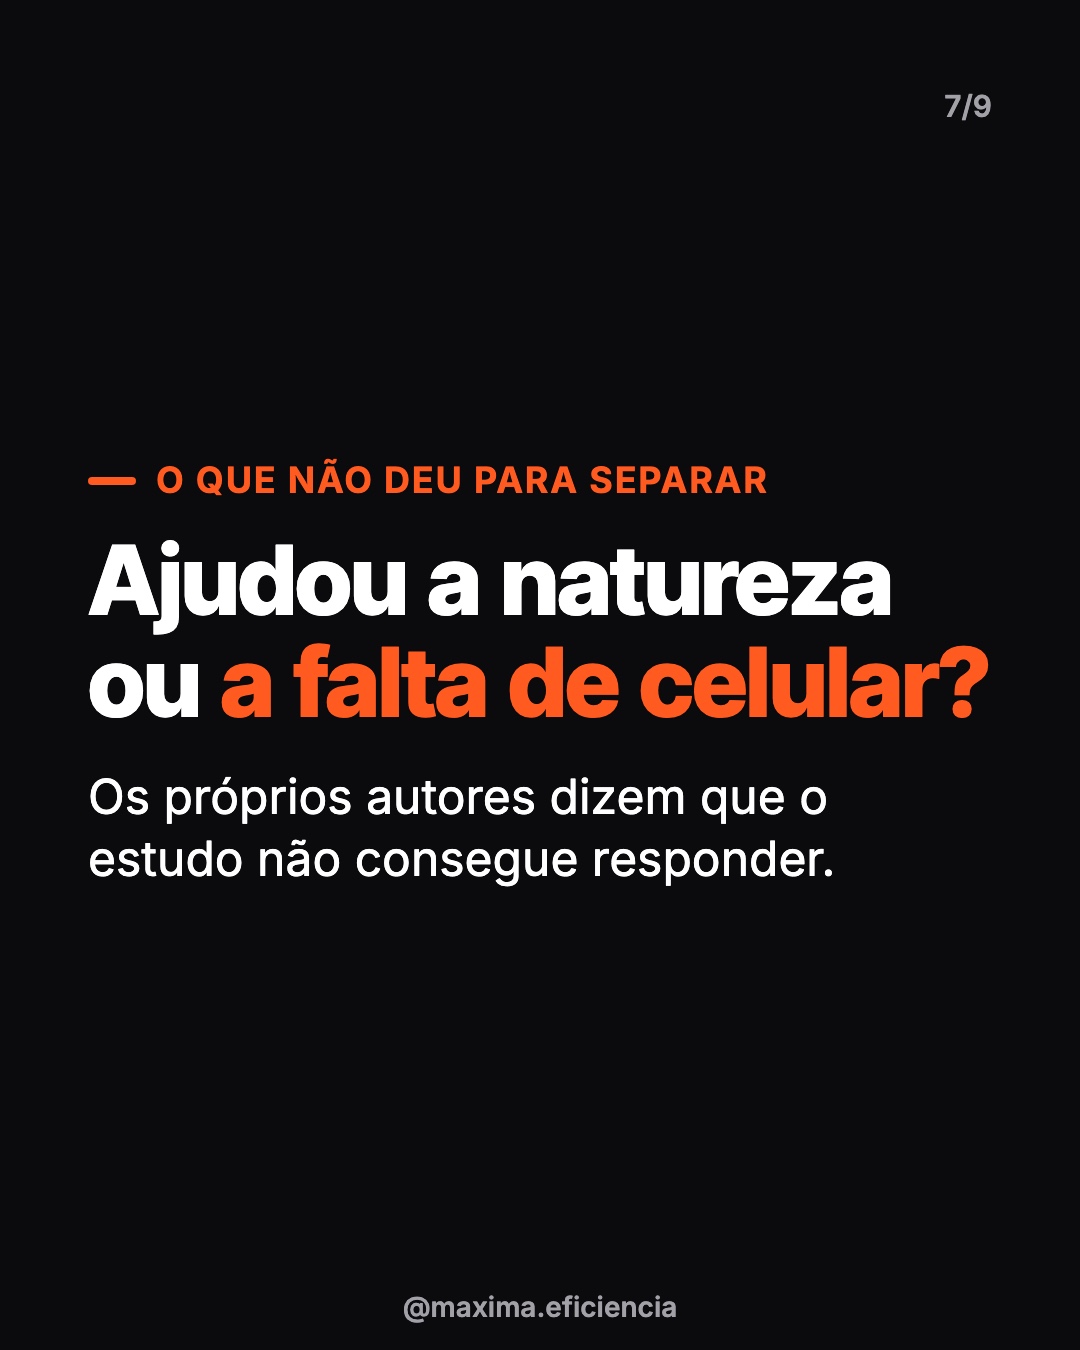 7/9
O QUE NÃO DEU PARA SEPARAR
Ajudou a natureza
ou a falta de celular?
Os próprios autores dizem que o
estudo não consegue responder.
@maxima.eficiencia